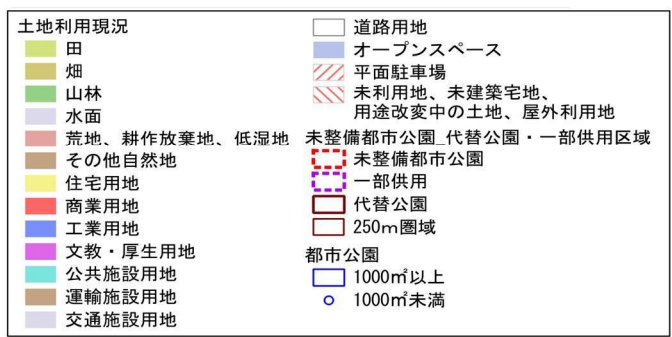 土地利用現況
田
畑
山林
水面
荒地、耕作放棄地、低湿地
その他自然地
住宅用地
商業用地
工業用地
文教・厚生用地
公共施設用地
運輸施設用地
交通施設用地
道路用地
オープンスペース
平面駐車場
未利用地、未建築宅地、
用途改変中の土地、屋外利用地
未整備都市公園_代替公園・一部供用区域
未整備都市公園
一部供用
代替公園
250m圏域
都市公園
1000㎡以上
1000㎡未満